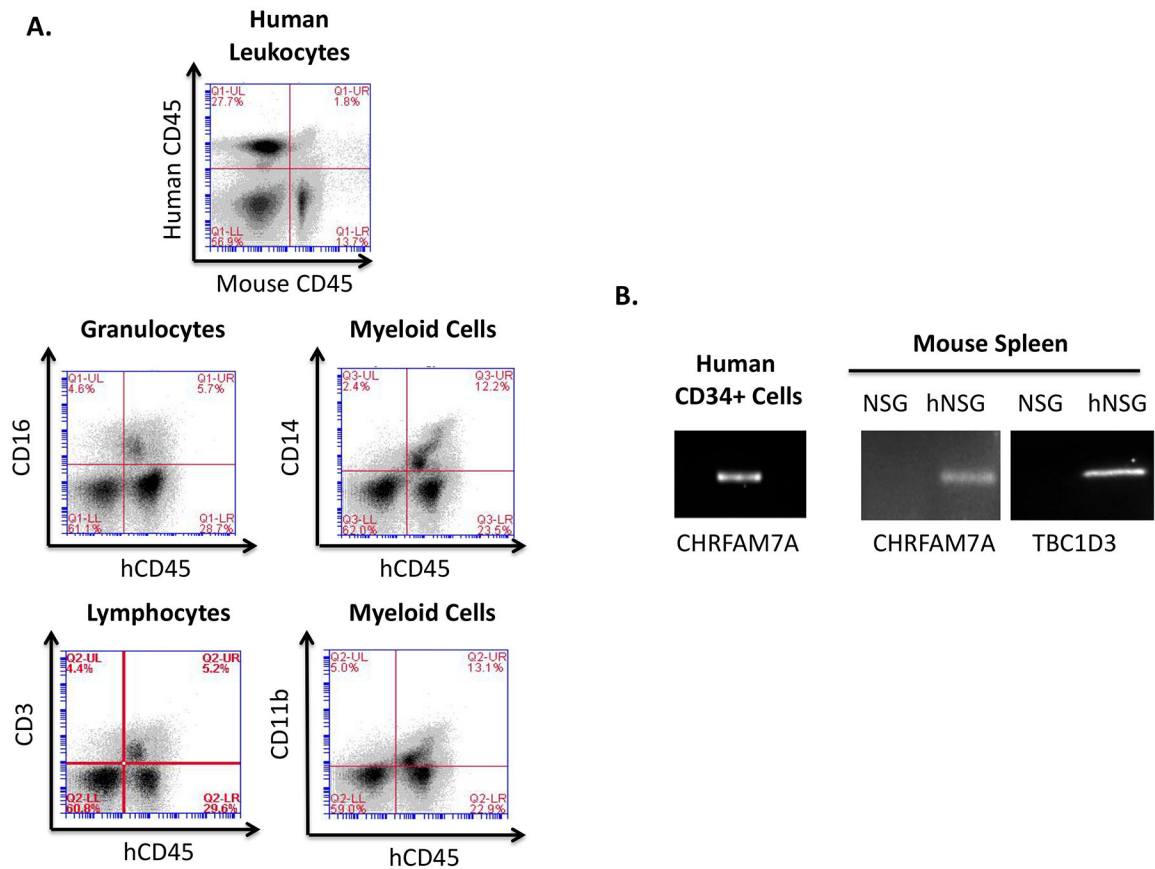 A.
Human
Leukocytes
Human CD45
Q1-UL
27.7%
Q1-UR
1.8%
Q1-LL
56.9%
Q1-LR
13.7%
Mouse CD45
Granulocytes
CD16
Q1-UL
4.6%
Q1-UR
5.7%
Q1-LL
61.1%
Q1-LR
28.7%
hCD45
Myeloid Cells
CD14
Q3-UL
2.4%
Q3-UR
12.2%
Q3-LL
62.0%
Q3-LR
23.5%
hCD45
Lymphocytes
CD3
Q2-UL
4.4%
Q2-UR
5.2%
Q2-LL
60.8%
Q2-LR
29.6%
hCD45
Myeloid Cells
CD11b
Q2-UL
5.0%
Q2-UR
13.1%
Q2-LL
59.0%
Q2-LR
22.9%
hCD45
B.
Human
CD34+ Cells
CHRFAM7A
Mouse Spleen
NSG hNSG NSG hNSG
CHRFAM7A TBC1D3